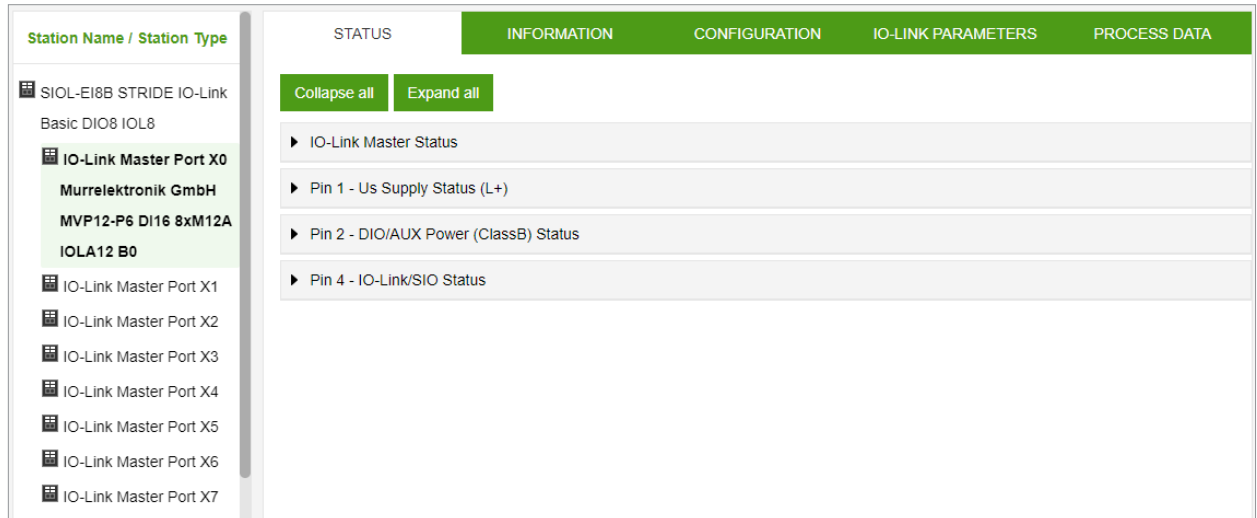 Station Name / Station Type
SIOL-EI8B STRIDE IO-Link
Basic DIO8 IOL8
IO-Link Master Port X0
Murrelektronik GmbH
MVP12-P6 DI16 8xM12A
IOLA12 B0
IO-Link Master Port X1
IO-Link Master Port X2
IO-Link Master Port X3
IO-Link Master Port X4
IO-Link Master Port X5
IO-Link Master Port X6
IO-Link Master Port X7
STATUS INFORMATION CONFIGURATION IO-LINK PARAMETERS PROCESS DATA
Collapse all Expand all
IO-Link Master Status
Pin 1 - Us Supply Status (L+)
Pin 2 - DIO/AUX Power (ClassB) Status
Pin 4 - IO-Link/SIO Status